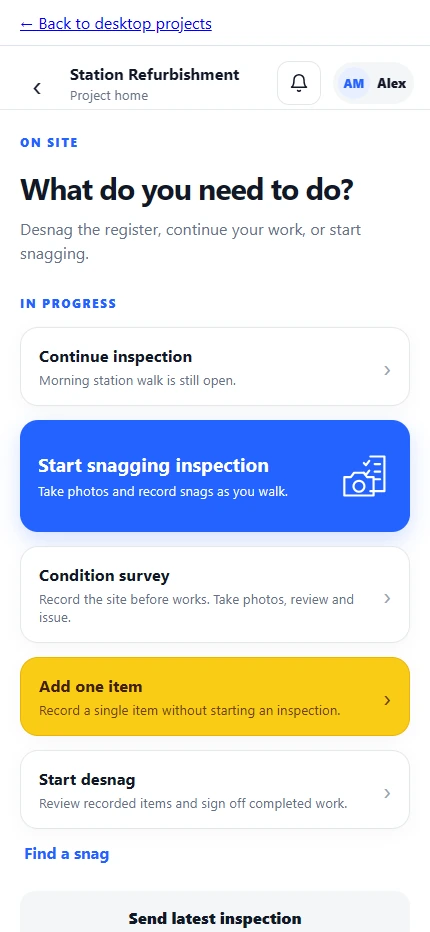 ← Back to desktop projects
‹
Station Refurbishment
Project home
AM Alex
ON SITE
What do you need to do?
Desnag the register, continue your work, or start
snagging.
IN PROGRESS
Continue inspection
Morning station walk is still open.
›
Start snagging inspection
Take photos and record snags as you walk.
Condition survey
Record the site before works. Take photos, review and
issue.
›
Add one item
Record a single item without starting an inspection.
›
Start desnag
Review recorded items and sign off completed work.
›
Find a snag
Send latest inspection